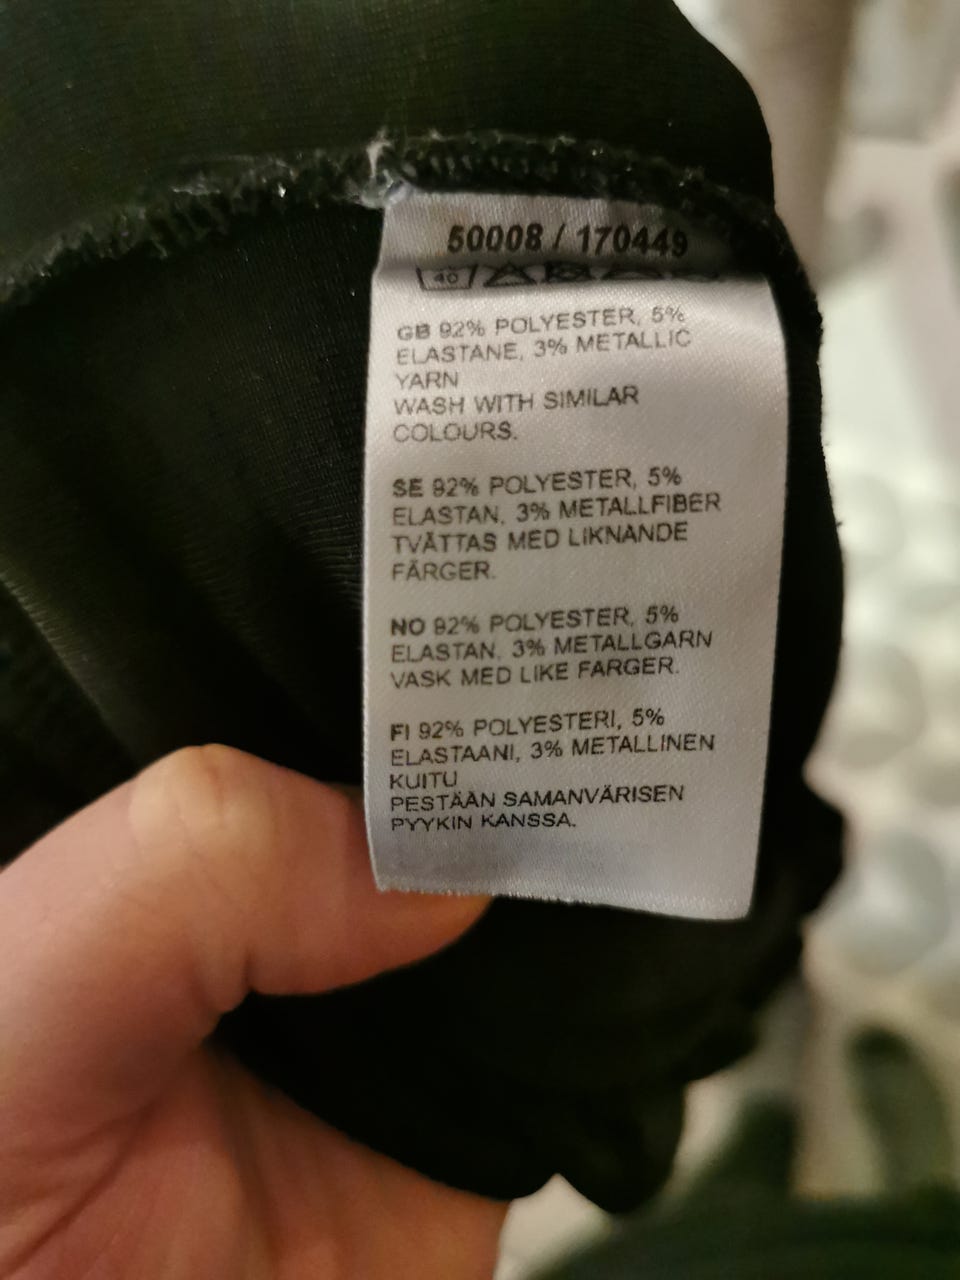 50008 / 170449
40
GB 92% POLYESTER, 5%
ELASTANE, 3% METALLIC
YARN
WASH WITH SIMILAR
COLOURS.
SE 92% POLYESTER, 5%
ELASTAN, 3% METALLFIBER
TVÄTTAS MED LIKNANDE
FÄRGER.
NO 92% POLYESTER, 5%
ELASTAN, 3% METALLGARN
VASK MED LIKE FARGER.
FI 92% POLYESTERI, 5%
ELASTAANI, 3% METALLINEN
KUITU
PESTÄÄN SAMANVÄRISEN
PYYKIN KANSSA.